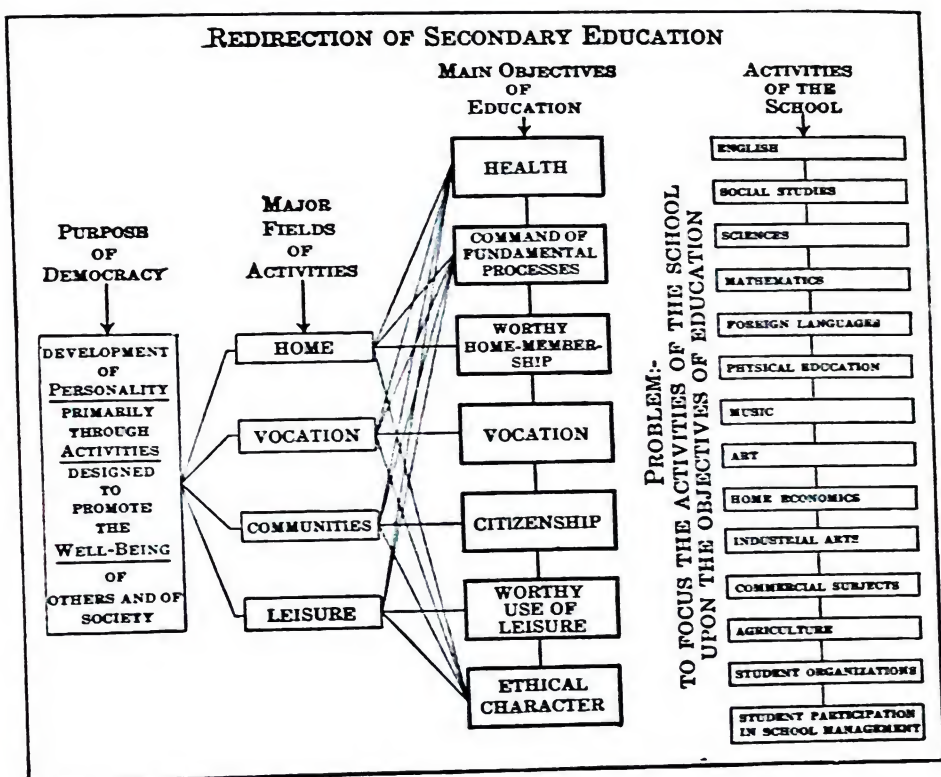 REDIRECTION OF SECONDARY EDUCATION
PURPOSE
OF
DEMOCRACY
DEVELOPMENT
OF
PERSONALITY
PRIMARILY
THROUGH
ACTIVITIES
DESIGNED
TO
PROMOTE
THE
WELL-BEING
OF
OTHERS AND OF
SOCIETY
MAJOR
FIELDS
OF
ACTIVITIES
HOME
VOCATION
COMMUNITIES
LEISURE
MAIN OBJECTIVES
OF
EDUCATION
HEALTH
COMMAND OF
FUNDAMENTAL
PROCESSES
WORTHY
HOME-MEMBER-
SHIP
VOCATION
CITIZENSHIP
WORTHY
USE OF
LEISURE
ETHICAL
CHARACTER
PROBLEM:-
TO FOCUS THE ACTIVITIES OF THE SCHOOL
UPON THE OBJECTIVES OF EDUCATION
ACTIVITIES
OF THE
SCHOOL
ENGLISH
SOCIAL STUDIES
SCIENCES
MATHEMATICS
FOREIGN LANGUAGES
PHYSICAL EDUCATION
MUSIC
ART
HOME ECONOMICS
INDUSTRIAL ARTS
COMMERCIAL SUBJECTS
AGRICULTURE
STUDENT ORGANIZATIONS
STUDENT PARTICIPATION
IN SCHOOL MANAGEMENT